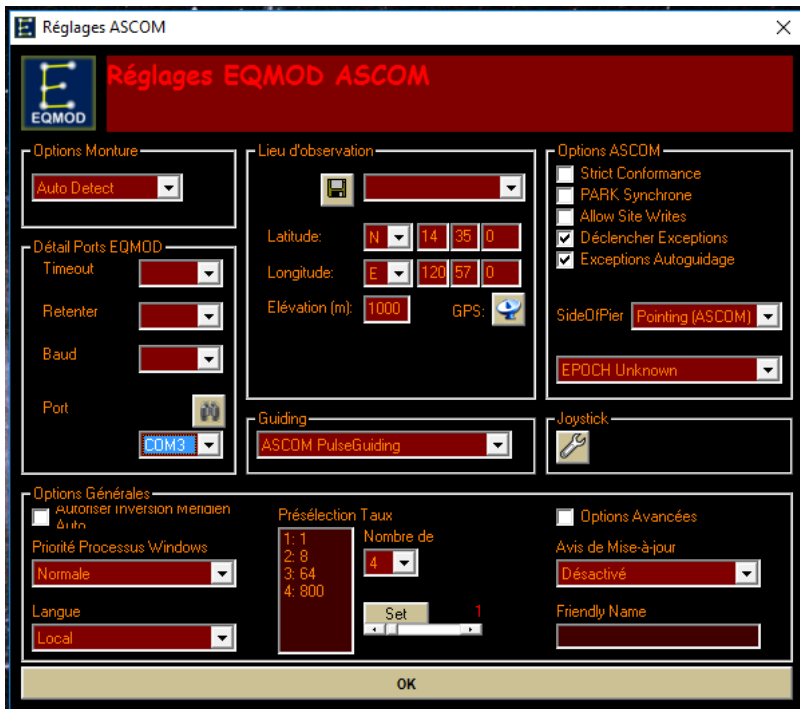 Réglages ASCOM
EQMOD
Réglages EQMOD ASCOM
Options Monture
Auto Detect
Détail Ports EQMOD
Timeout
Retenter
Baud
Port
COM3
Lieu d'observation
Latitude: N 14 35 0
Longitude: E 120 57 0
Elévation (m): 1000 GPS:
Guiding
ASCOM PulseGuiding
Options ASCOM
Strict Conformance
PARK Synchrone
Allow Site Writes
Déclencher Exceptions
Exceptions Autoguidage
SideOfPier Pointing (ASCOM)
EPOCH Unknown
Joystick
Options Générales
Autoriser Inversion Méridien
Auto
Priorité Processus Windows
Normale
Langue
Local
Présélection Taux
1: 1
2: 8
3: 64
4: 800
Nombre de
4
Set 1
Options Avancées
Avis de Mise-à-jour
Désactivé
Friendly Name
OK